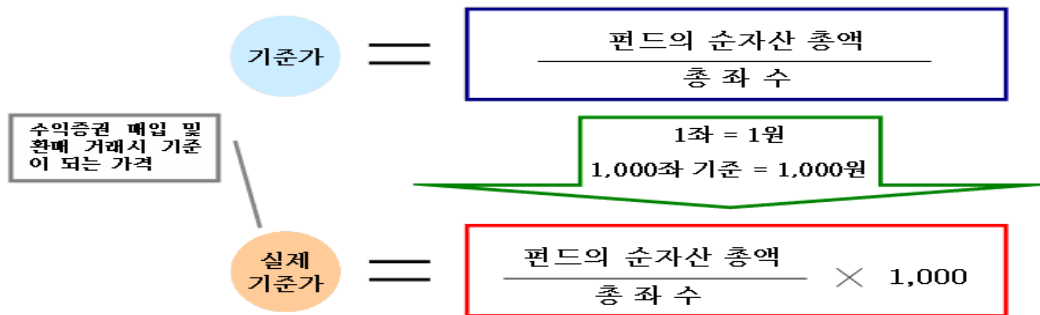 기준가
=
펀드의 순자산 총액
총 좌 수
수익증권 매입 및
환매 거래시 기준
이 되는 가격
1좌 = 1원
1,000좌 기준 = 1,000원
실제
기준가
=
펀드의 순자산 총액
총 좌 수
× 1,000